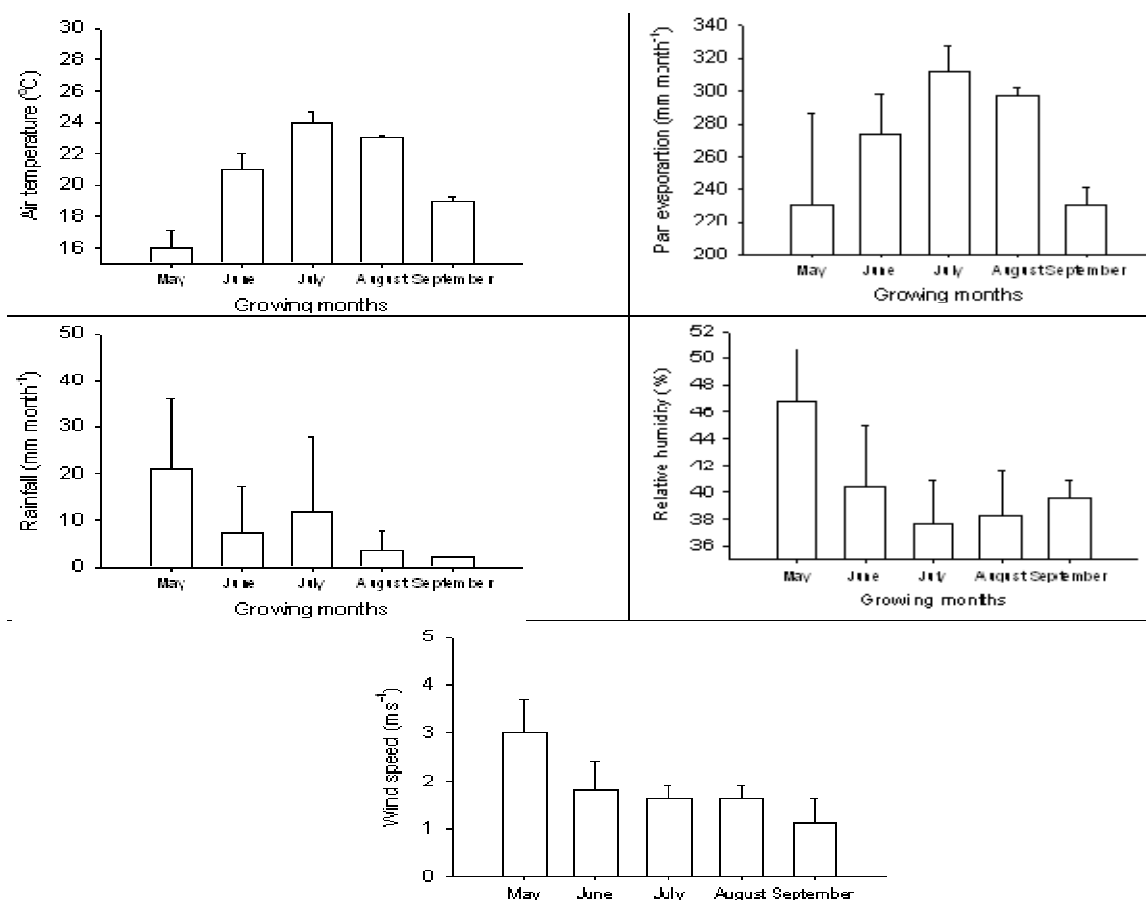 30
28
26
24
22
20
18
16
Air temperature (⁰C)
May June July August September
Growing months
340
320
300
280
260
240
220
200
Par evaporartion (mm month⁻¹)
May June July August September
Growing months
50
40
30
20
10
0
Rainfall (mm month⁻¹)
May June July August September
Growing months
52
50
48
46
44
42
40
38
36
Relative humidity (%)
May June July August September
Growing months
5
4
3
2
1
0
Wind speed (ms⁻¹)
May June July August September